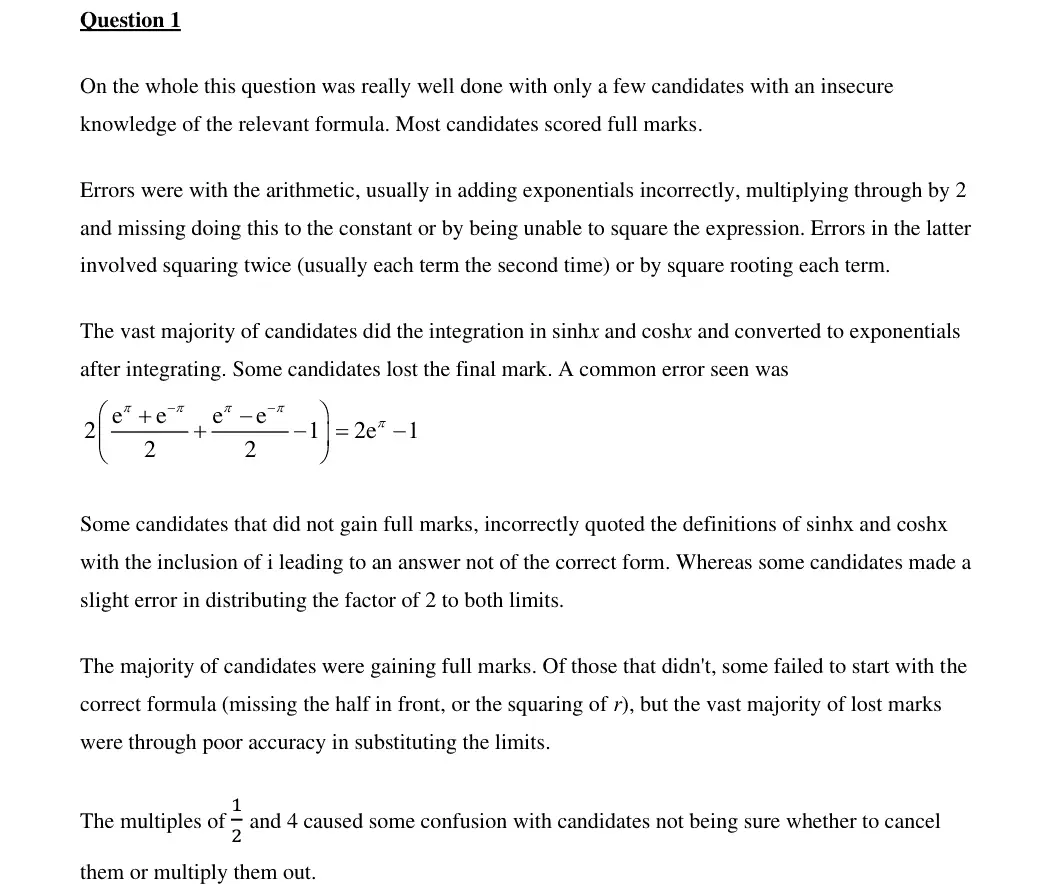 Question 1
On the whole this question was really well done with only a few candidates with an insecure
knowledge of the relevant formula. Most candidates scored full marks.
Errors were with the arithmetic, usually in adding exponentials incorrectly, multiplying through by 2
and missing doing this to the constant or by being unable to square the expression. Errors in the latter
involved squaring twice (usually each term the second time) or by square rooting each term.
The vast majority of candidates did the integration in sinhx and coshx and converted to exponentials
after integrating. Some candidates lost the final mark. A common error seen was
2((e^π + e^−π)/2 + (e^π − e^−π)/2 − 1) = 2e^π − 1
Some candidates that did not gain full marks, incorrectly quoted the definitions of sinhx and coshx
with the inclusion of i leading to an answer not of the correct form. Whereas some candidates made a
slight error in distributing the factor of 2 to both limits.
The majority of candidates were gaining full marks. Of those that didn't, some failed to start with the
correct formula (missing the half in front, or the squaring of r), but the vast majority of lost marks
were through poor accuracy in substituting the limits.
The multiples of 1/2 and 4 caused some confusion with candidates not being sure whether to cancel
them or multiply them out.